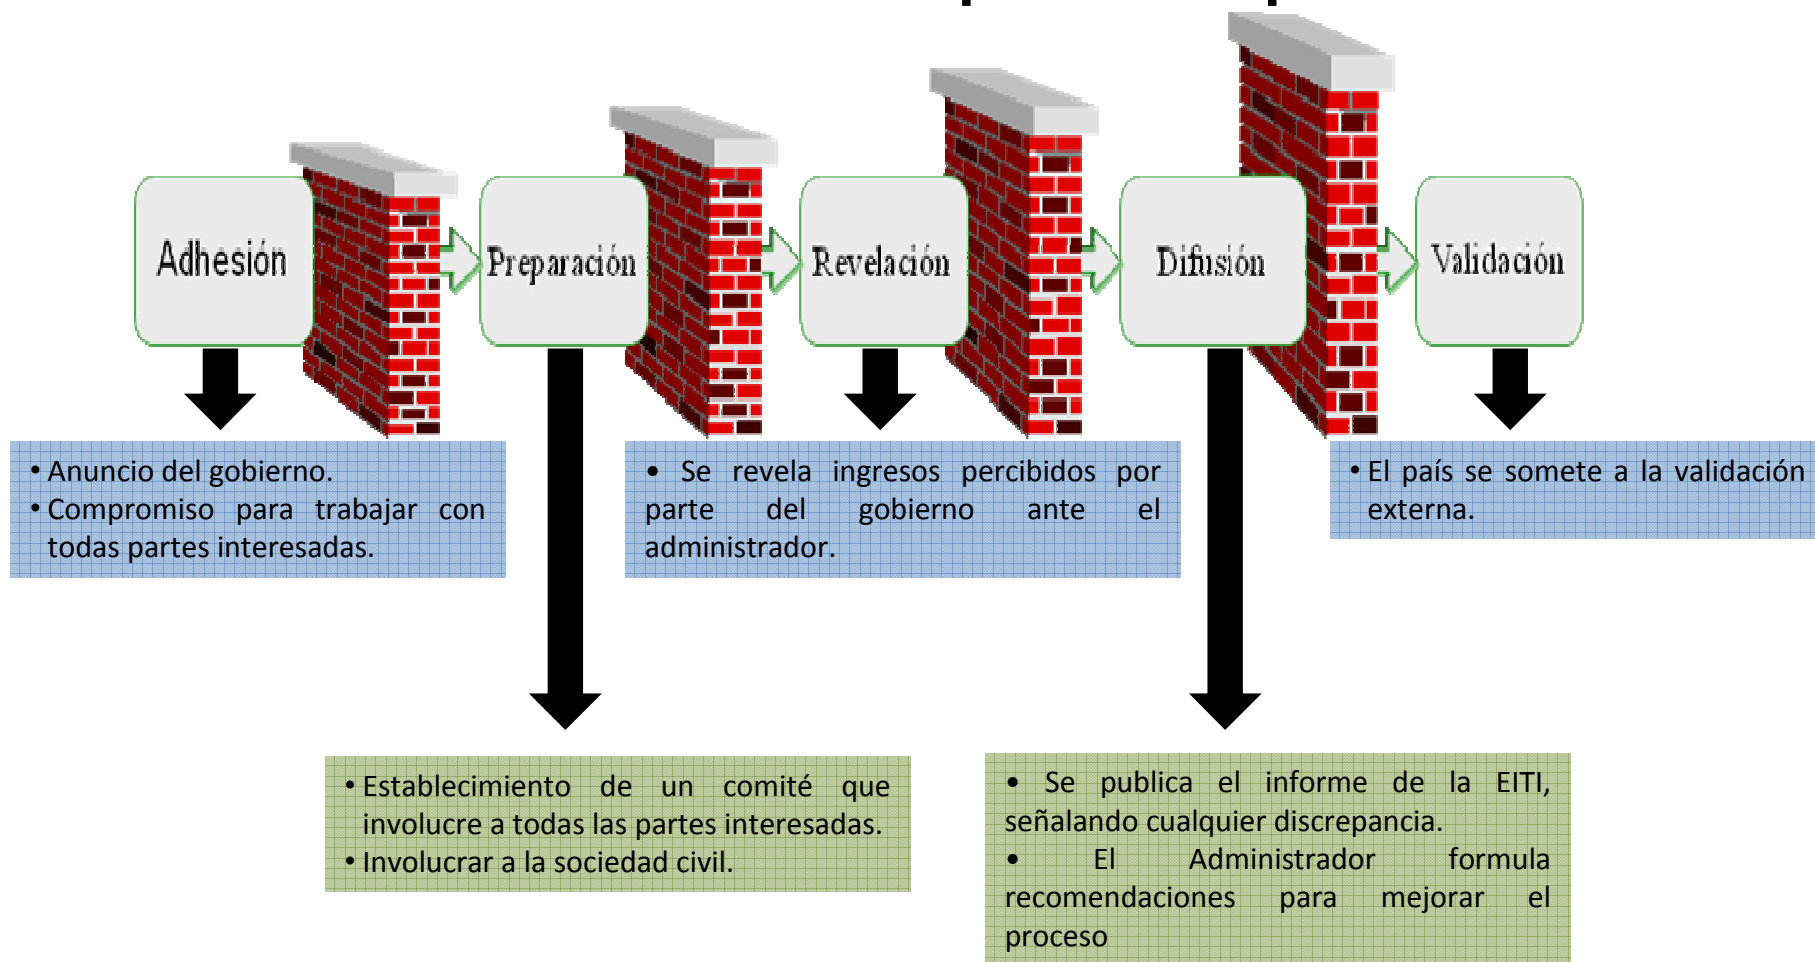 Adhesión
Preparación
Revelación
Difusión
Validación
• Anuncio del gobierno.
• Compromiso para trabajar con
todas partes interesadas.
• Se revela ingresos percibidos por
parte del gobierno ante el
administrador.
• El país se somete a la validación
externa.
• Establecimiento de un comité que
involucre a todas las partes interesadas.
• Involucrar a la sociedad civil.
• Se publica el informe de la EITI,
señalando cualquier discrepancia.
• El Administrador formula
recomendaciones para mejorar el
proceso